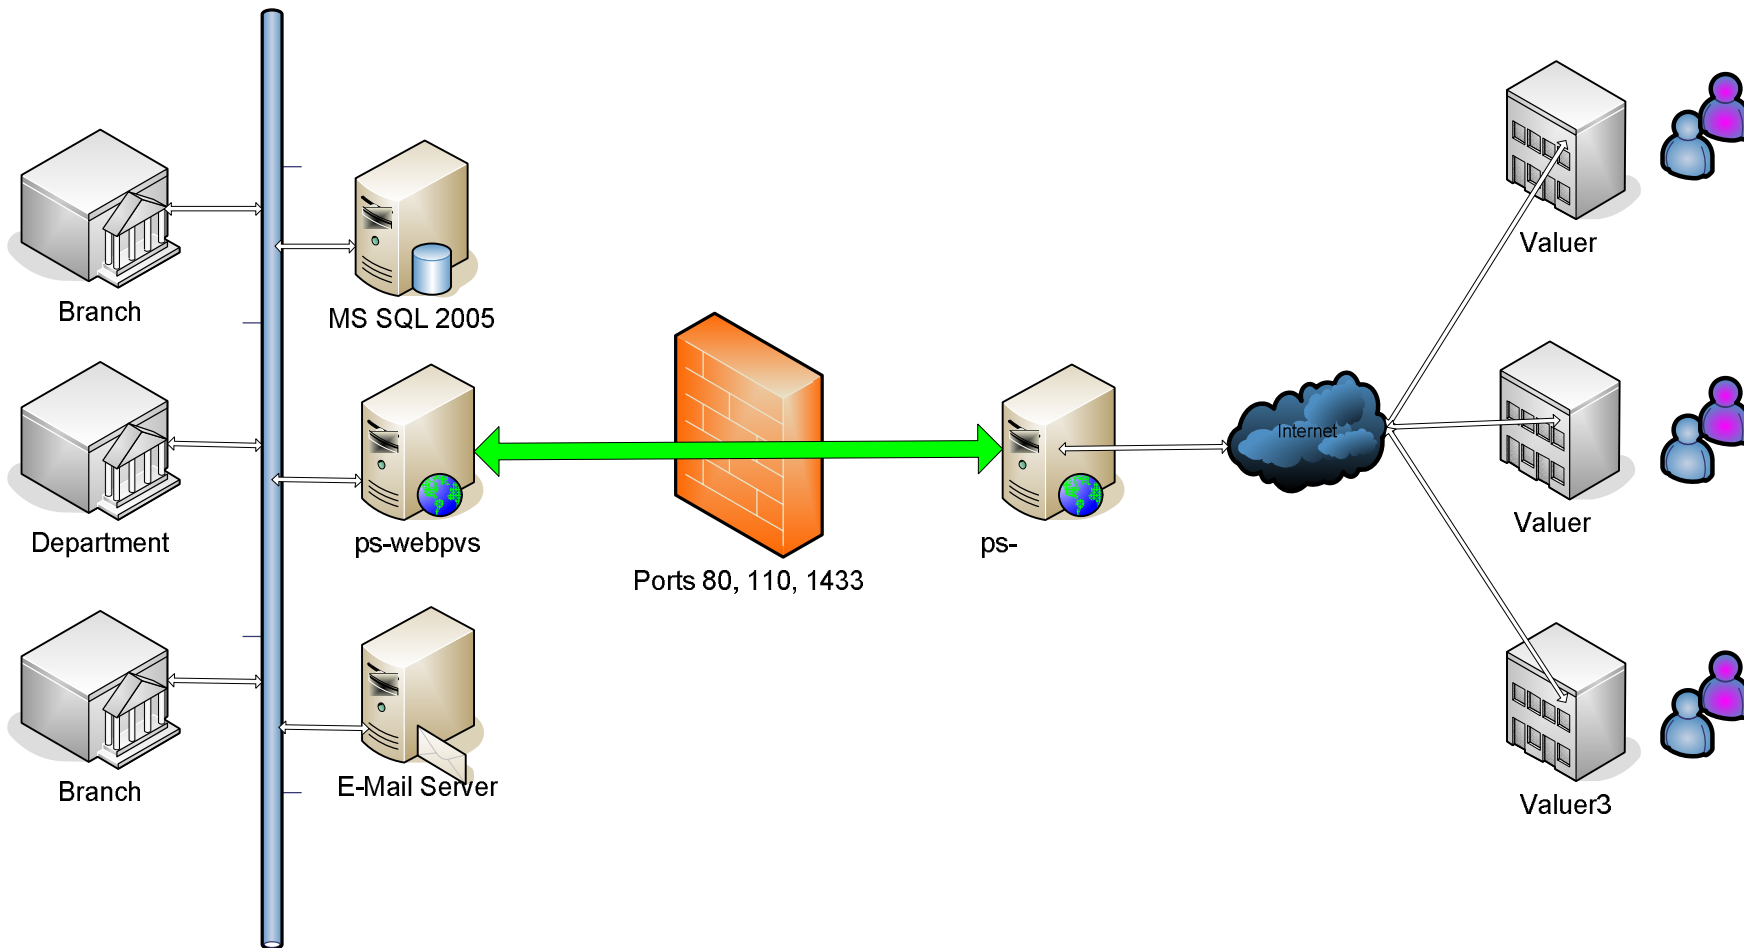 Branch
MS SQL 2005
Department
ps-webpvs
Branch
E-Mail Server
Ports 80, 110, 1433
ps-
Internet
Valuer
Valuer
Valuer3